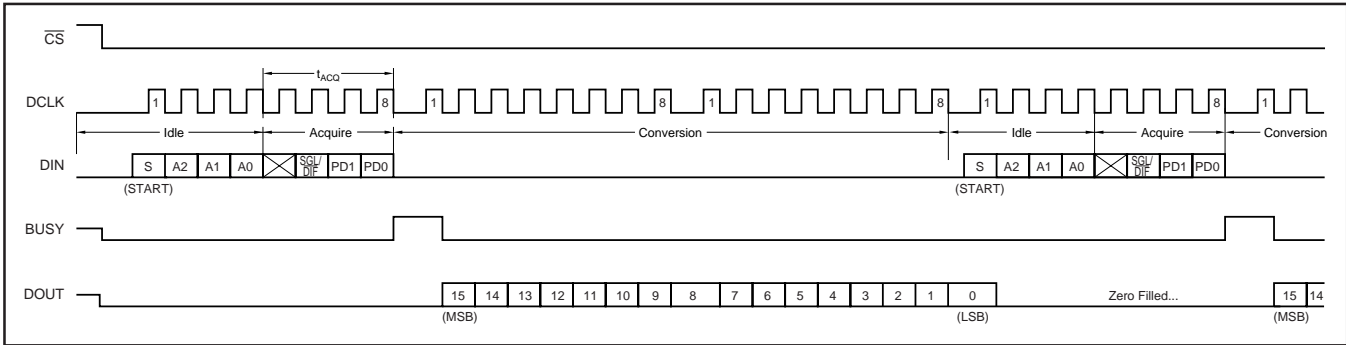 CS
tACQ
DCLK 1 8 1 8 1 8 1 8 1
Idle Acquire Conversion Idle Acquire Conversion
DIN S A2 A1 A0 SGL/DIF PD1 PD0 S A2 A1 A0 SGL/DIF PD1 PD0
(START) (START)
BUSY
DOUT 15 14 13 12 11 10 9 8 7 6 5 4 3 2 1 0 Zero Filled... 15 14
(MSB) (LSB) (MSB)